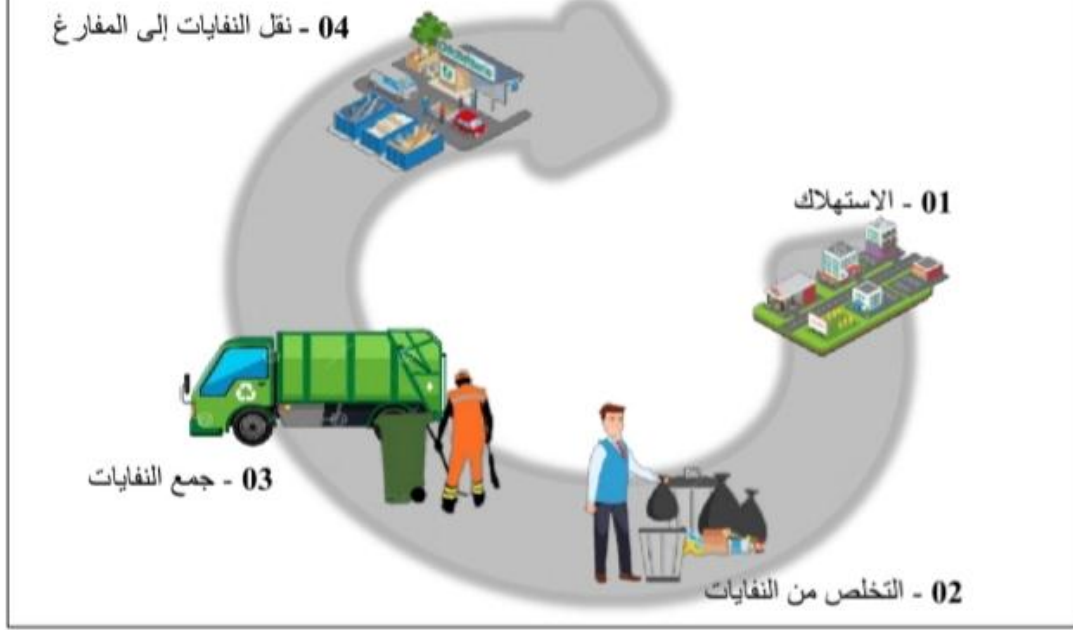 01 - الاستهلاك
02 - التخلص من النفايات
03 - جمع النفايات
04 - نقل النفايات إلى المفارغ